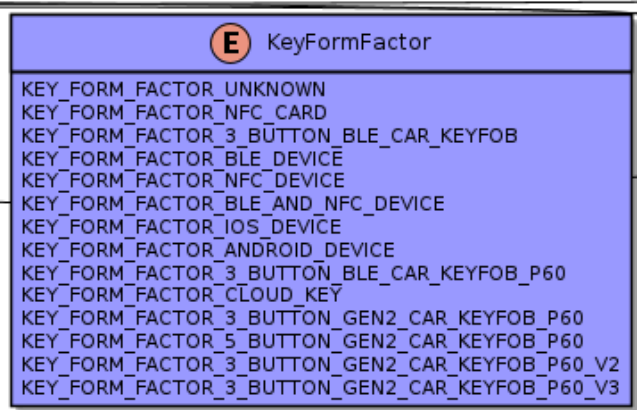 E KeyFormFactor
KEY_FORM_FACTOR_UNKNOWN
KEY_FORM_FACTOR_NFC_CARD
KEY_FORM_FACTOR_3_BUTTON_BLE_CAR_KEYFOB
KEY_FORM_FACTOR_BLE_DEVICE
KEY_FORM_FACTOR_NFC_DEVICE
KEY_FORM_FACTOR_BLE_AND_NFC_DEVICE
KEY_FORM_FACTOR_IOS_DEVICE
KEY_FORM_FACTOR_ANDROID_DEVICE
KEY_FORM_FACTOR_3_BUTTON_BLE_CAR_KEYFOB_P60
KEY_FORM_FACTOR_CLOUD_KEY
KEY_FORM_FACTOR_3_BUTTON_GEN2_CAR_KEYFOB_P60
KEY_FORM_FACTOR_5_BUTTON_GEN2_CAR_KEYFOB_P60
KEY_FORM_FACTOR_3_BUTTON_GEN2_CAR_KEYFOB_P60_V2
KEY_FORM_FACTOR_3_BUTTON_GEN2_CAR_KEYFOB_P60_V3